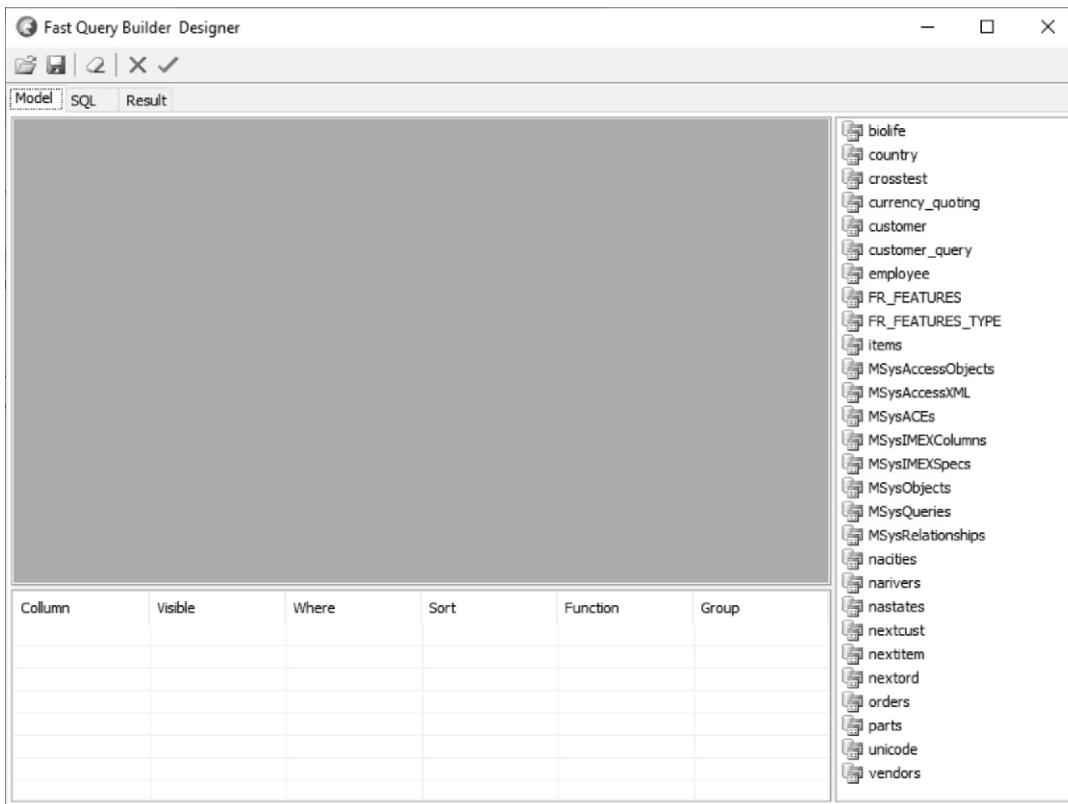 Fast Query Builder Designer
Model SQL Result
biolife
country
crosstest
currency_quoting
customer
customer_query
employee
FR_FEATURES
FR_FEATURES_TYPE
items
MSysAccessObjects
MSysAccessXML
MSysACEs
MSysIMEXColumns
MSysIMEXSpecs
MSysObjects
MSysQueries
MSysRelationships
nacities
narivers
nastates
nextcust
nextitem
nextord
orders
parts
unicode
vendors
Collumn Visible Where Sort Function Group